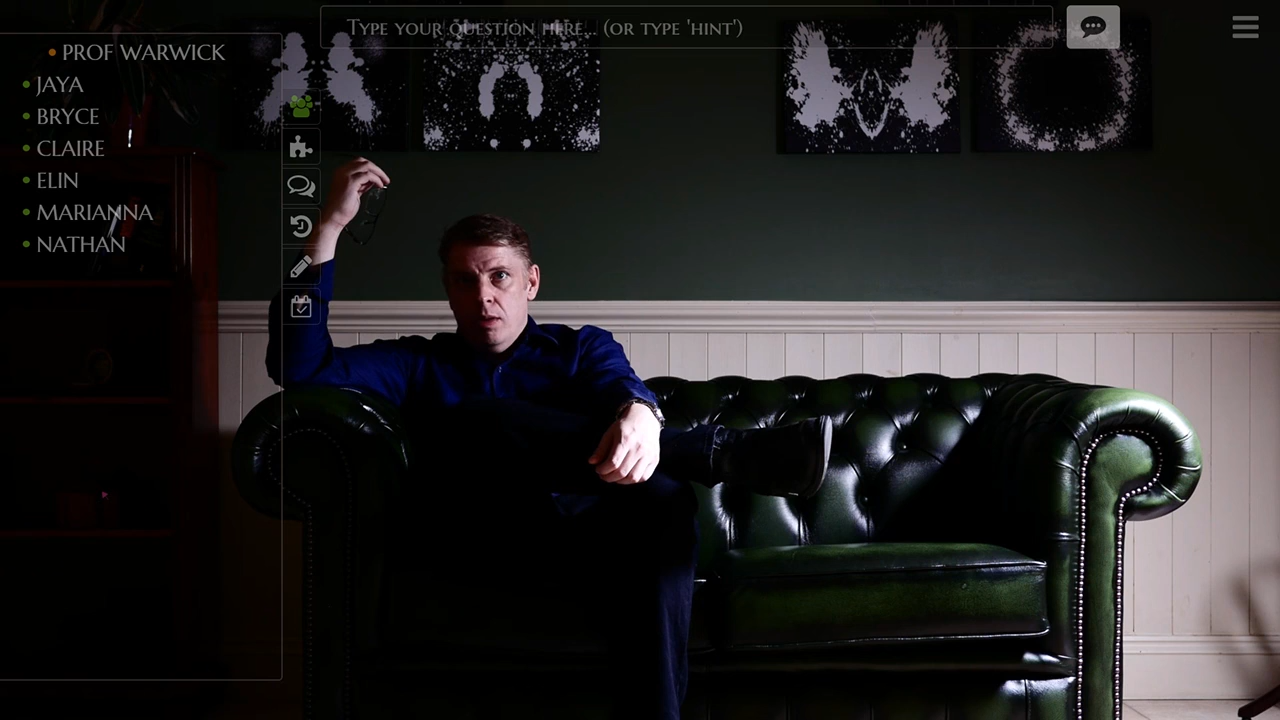 Type your question here... (or type 'hint')
PROF WARWICK
JAYA
BRYCE
CLAIRE
ELIN
MARIANNA
NATHAN